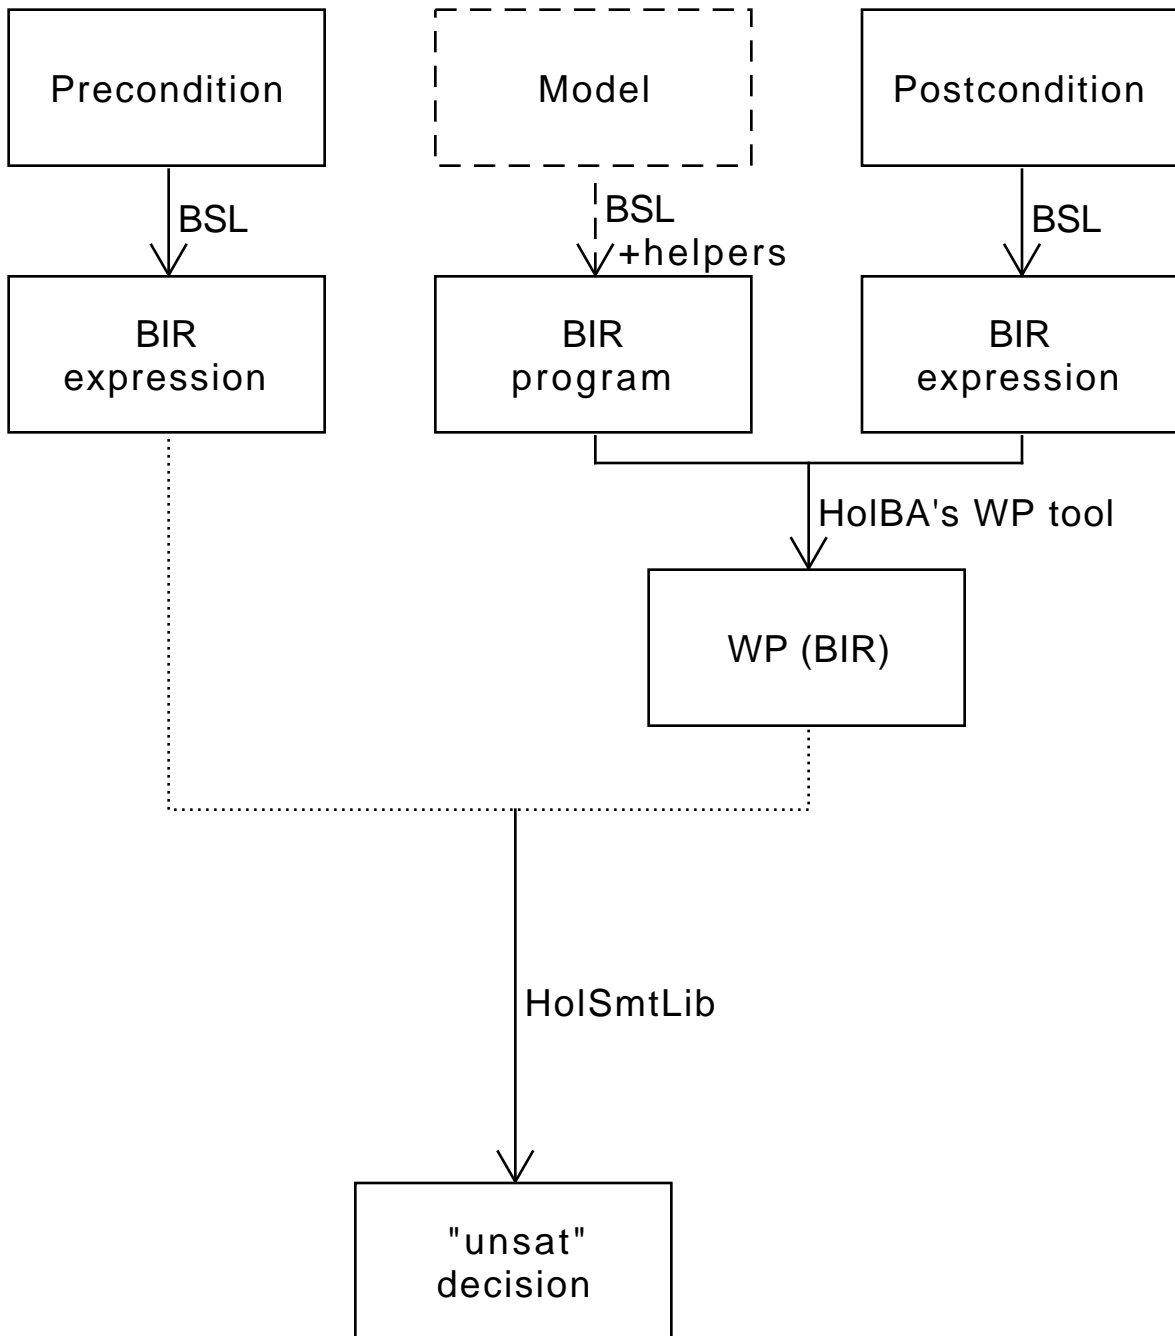 Precondition
Model
Postcondition
BSL
BSL
+helpers
BSL
BIR
expression
BIR
program
BIR
expression
HolBA's WP tool
WP (BIR)
HolSmtLib
"unsat"
decision